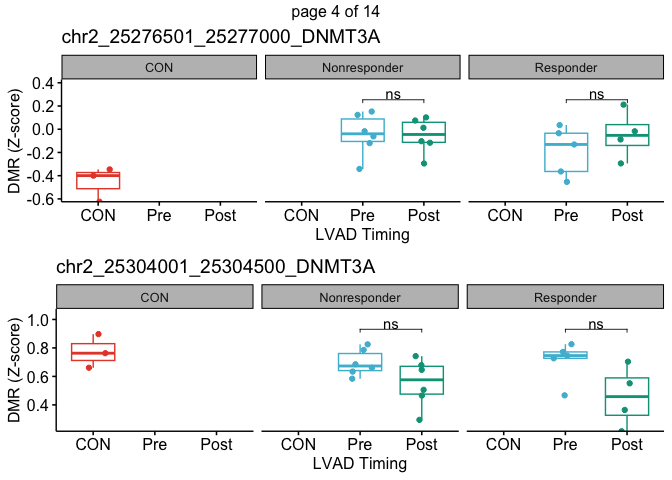 page 4 of 14
chr2_25276501_25277000_DNMT3A
CON Nonresponder Responder
DMR (Z-score)
0.4
0.2
0.0
-0.2
-0.4
-0.6
ns ns
CON Pre Post CON Pre Post CON Pre Post
LVAD Timing
chr2_25304001_25304500_DNMT3A
CON Nonresponder Responder
DMR (Z-score)
1.0
0.8
0.6
0.4
ns ns
CON Pre Post CON Pre Post CON Pre Post
LVAD Timing